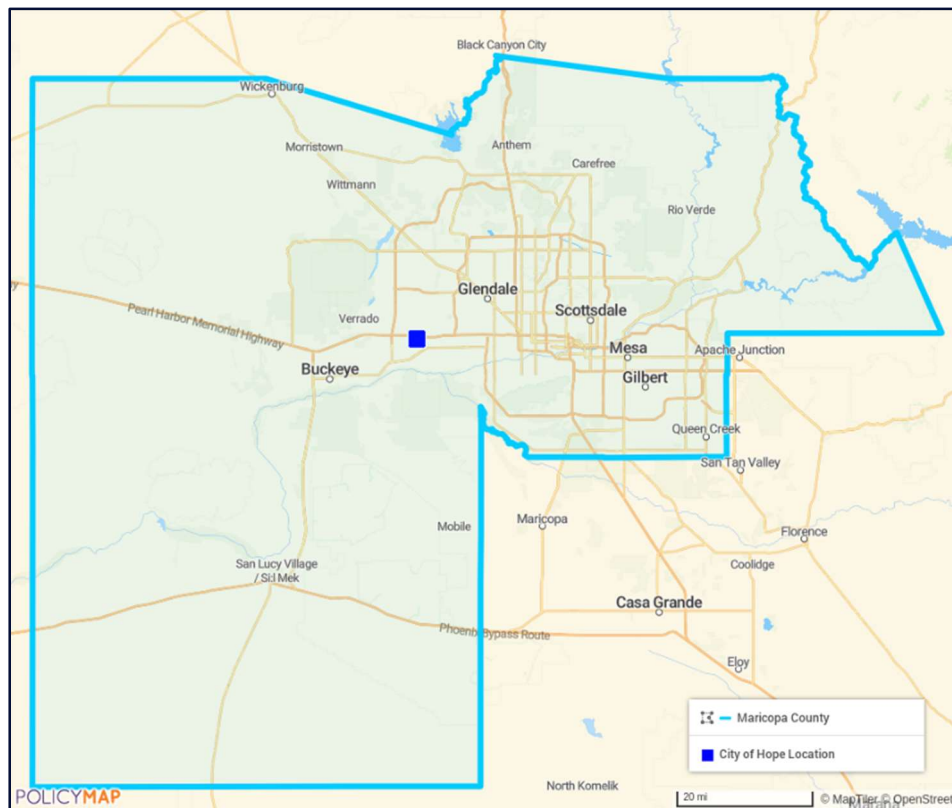 Black Canyon City
Wickenburg
Morristown
Anthem
Carefree
Wittmann
Rio Verde
Glendale
Scottsdale
Verrado
Pearl Harbor Memorial Highway
Mesa
Apache Junction
Buckeye
Gilbert
Queen Creek
San Tan Valley
Mobile
Maricopa
Florence
San Lucy Village
/ Si:l Mek
Coolidge
Casa Grande
Bypass Route
Eloy
Maricopa County
City of Hope Location
North Komelik
20 mi
POLICYMAP
© MapTiler © OpenStreet